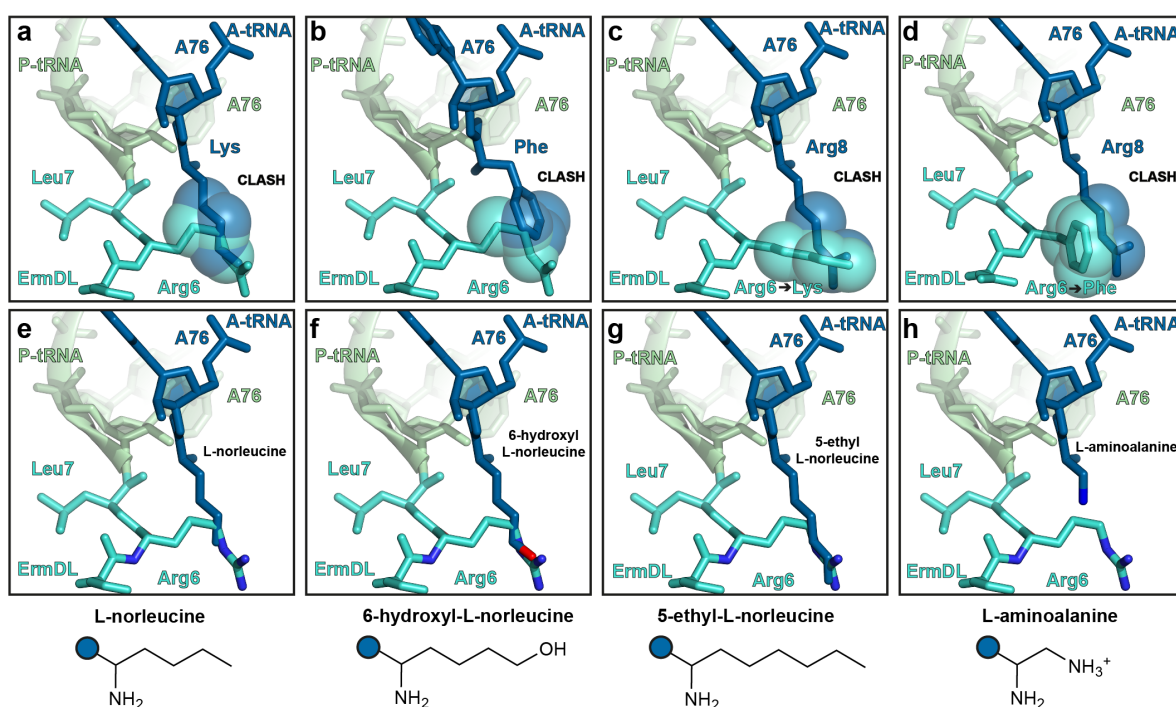 a
A76
A-tRNA
P-tRNA
A76
Lys
Leu7
CLASH
ErmDL
Arg6
b
A76
A-tRNA
P-tRNA
A76
Phe
Leu7
CLASH
ErmDL
Arg6
c
A76
A-tRNA
P-tRNA
A76
Arg8
Leu7
CLASH
ErmDL
Arg6➔Lys
d
A76
A-tRNA
P-tRNA
A76
Arg8
Leu7
CLASH
ErmDL
Arg6➔Phe
e
A76
A-tRNA
P-tRNA
A76
L-norleucine
Leu7
ErmDL
Arg6
f
A76
A-tRNA
P-tRNA
A76
6-hydroxyl
L-norleucine
Leu7
ErmDL
Arg6
g
A76
A-tRNA
P-tRNA
A76
5-ethyl
L-norleucine
Leu7
ErmDL
Arg6
h
A76
A-tRNA
P-tRNA
A76
L-aminoalanine
Leu7
ErmDL
Arg6
L-norleucine
NH₂
6-hydroxyl-L-norleucine
OH
NH₂
5-ethyl-L-norleucine
NH₂
L-aminoalanine
NH₃⁺
NH₂